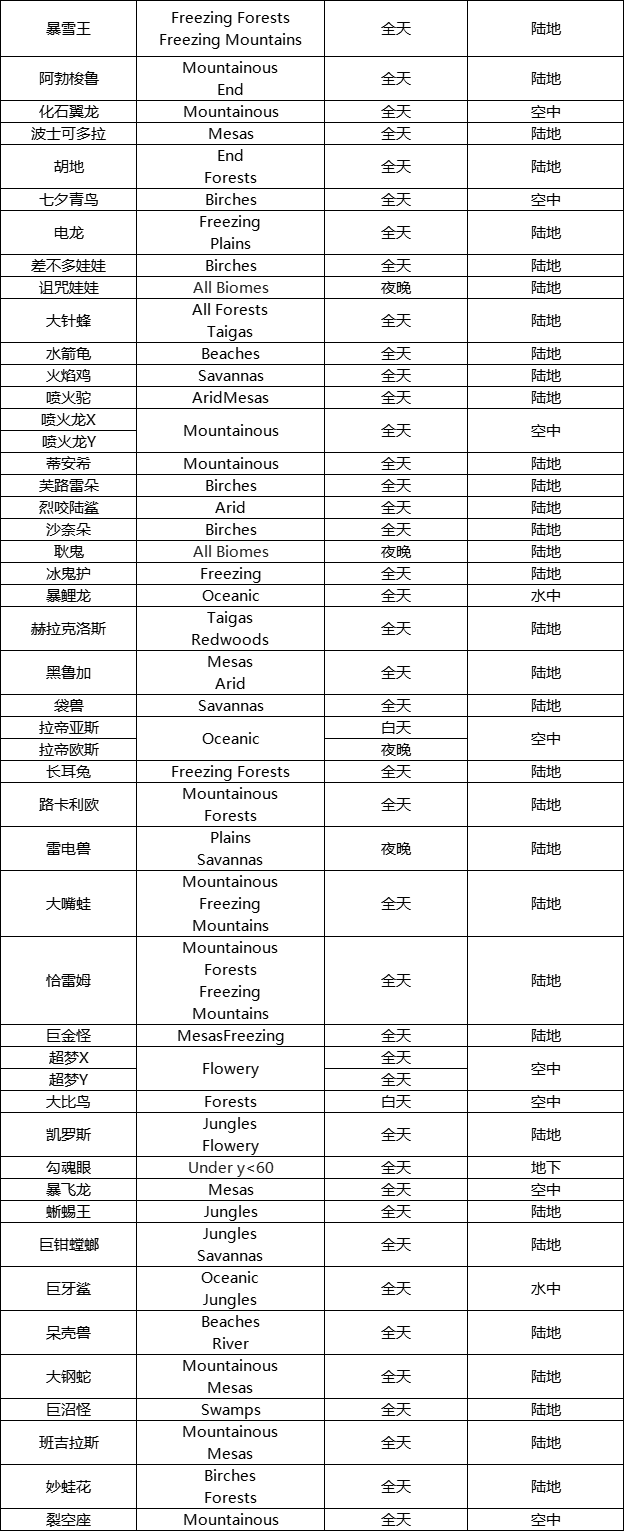 暴雪王 Freezing Forests 全天 陆地
Freezing Mountains
阿勃梭鲁 Mountainous 全天 陆地
End
化石翼龙 Mountainous 全天 空中
波士可多拉 Mesas 全天 陆地
胡地 End 全天 陆地
Forests
七夕青鸟 Birches 全天 空中
电龙 Freezing 全天 陆地
Plains
差不多娃娃 Birches 全天 陆地
诅咒娃娃 All Biomes 夜晚 陆地
大针蜂 All Forests 全天 陆地
Taigas
水箭龟 Beaches 全天 陆地
火焰鸡 Savannas 全天 陆地
喷火驼 AridMesas 全天 陆地
喷火龙X Mountainous 全天 空中
喷火龙Y
蒂安希 Mountainous 全天 陆地
芙路雷朵 Birches 全天 陆地
烈咬陆鲨 Arid 全天 陆地
沙奈朵 Birches 全天 陆地
耿鬼 All Biomes 夜晚 陆地
冰鬼护 Freezing 全天 陆地
暴鲤龙 Oceanic 全天 水中
赫拉克洛斯 Taigas 全天 陆地
Redwoods
黑鲁加 Mesas 全天 陆地
Arid
袋兽 Savannas 全天 陆地
拉帝亚斯 Oceanic 白天 空中
拉帝欧斯 夜晚
长耳兔 Freezing Forests 全天 陆地
路卡利欧 Mountainous 全天 陆地
Forests
雷电兽 Plains 夜晚 陆地
Savannas
大嘴蛙 Mountainous 全天 陆地
Freezing
Mountains
恰雷姆 Mountainous 全天 陆地
Forests
Freezing
Mountains
巨金怪 MesasFreezing 全天 陆地
超梦X Flowery 全天 空中
超梦Y 全天
大比鸟 Forests 白天 空中
凯罗斯 Jungles 全天 陆地
Flowery
勾魂眼 Under y<60 全天 地下
暴飞龙 Mesas 全天 空中
蜥蜴王 Jungles 全天 陆地
巨钳螳螂 Jungles 全天 陆地
Savannas
巨牙鲨 Oceanic 全天 水中
Jungles
呆壳兽 Beaches 全天 陆地
River
大钢蛇 Mountainous 全天 陆地
Mesas
巨沼怪 Swamps 全天 陆地
班吉拉斯 Mountainous 全天 陆地
Mesas
妙蛙花 Birches 全天 陆地
Forests
裂空座 Mountainous 全天 空中